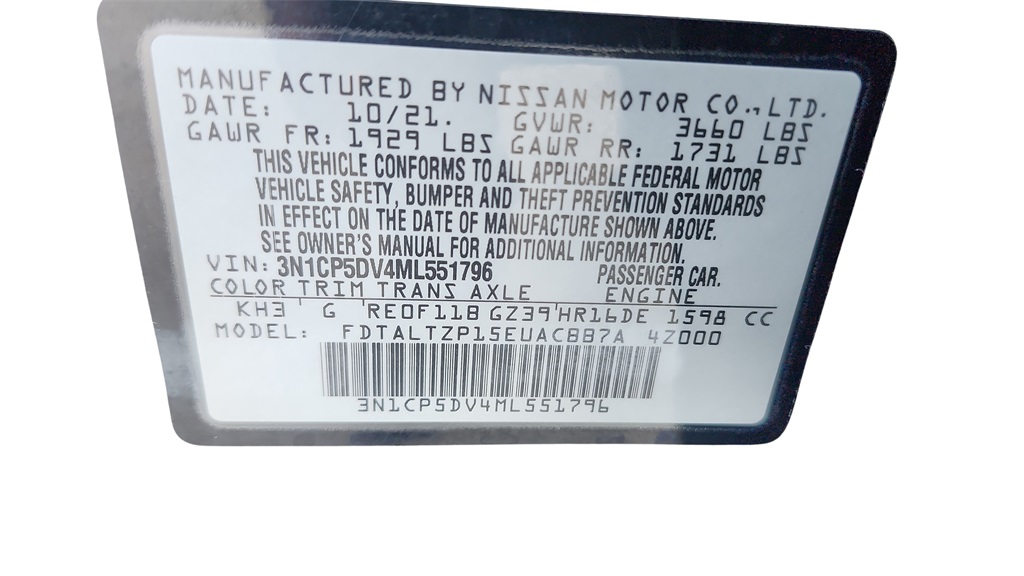 MANUFACTURED BY NISSAN MOTOR CO., LTD.
DATE: 10/21. GVWR: 3660 LBS
GAWR FR: 1929 LBS GAWR RR: 1731 LBS
THIS VEHICLE CONFORMS TO ALL APPLICABLE FEDERAL MOTOR
VEHICLE SAFETY, BUMPER AND THEFT PREVENTION STANDARDS
IN EFFECT ON THE DATE OF MANUFACTURE SHOWN ABOVE.
SEE OWNER'S MANUAL FOR ADDITIONAL INFORMATION.
VIN: 3N1CP5DV4ML551796 PASSENGER CAR.
COLOR TRIM TRANS AXLE ENGINE
KH3 G RE0F11B GZ39 HR16DE 1598 CC
MODEL: FDTALTZP15EUACBB7A 4Z000
3N1CP5DV4ML551796